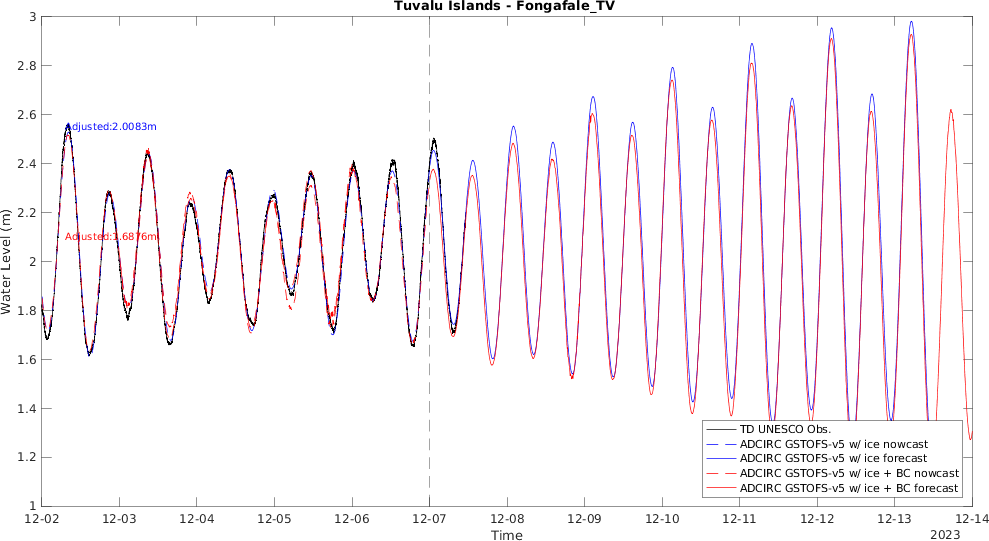 Tuvalu Islands - Fongafale_TV
3
2.8
2.6
2.4
2.2
2
1.8
1.6
1.4
1.2
1
Water Level (m)
Adjusted:2.0083m
Adjusted:1.6876m
TD UNESCO Obs.
ADCIRC GSTOFS-v5 w/ ice nowcast
ADCIRC GSTOFS-v5 w/ ice forecast
ADCIRC GSTOFS-v5 w/ ice + BC nowcast
ADCIRC GSTOFS-v5 w/ ice + BC forecast
12-02 12-03 12-04 12-05 12-06 12-07 12-08 12-09 12-10 12-11 12-12 12-13 12-14
Time
2023